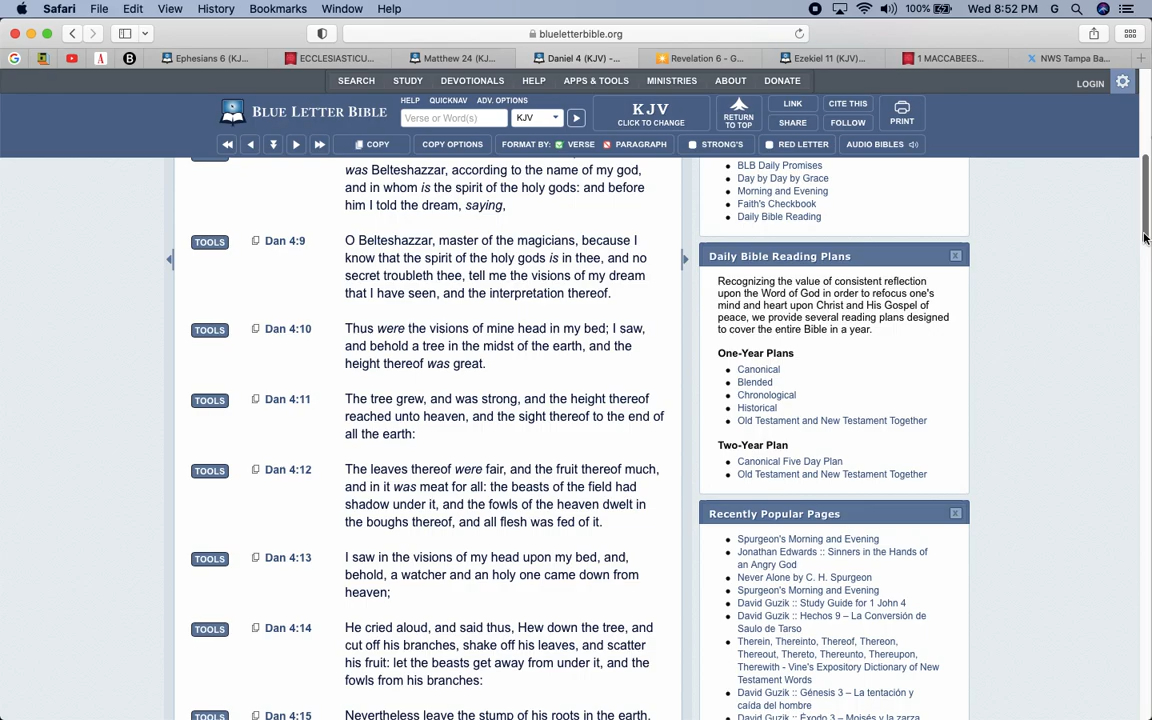 Safari File Edit View History Bookmarks Window Help 100% Wed 8:52 PM G
blueletterbible.org
Ephesians 6 (KJ... ECCLESIASTICU... Matthew 24 (KJ... Daniel 4 (KJV) -... Revelation 6 - G... Ezekiel 11 (KJV)... 1 MACCABEES... NWS Tampa Ba...
SEARCH STUDY DEVOTIONALS HELP APPS & TOOLS MINISTRIES ABOUT DONATE LOGIN
BLUE LETTER BIBLE
HELP QUICKNAV ADV. OPTIONS
Verse or Word(s) KJV
KJV
CLICK TO CHANGE
RETURN
TO TOP
LINK CITE THIS
SHARE FOLLOW
PRINT
COPY COPY OPTIONS FORMAT BY: VERSE PARAGRAPH STRONG'S RED LETTER AUDIO BIBLES
was Belteshazzar, according to the name of my god,
and in whom is the spirit of the holy gods: and before
him I told the dream, saying,
TOOLS Dan 4:9 O Belteshazzar, master of the magicians, because I
know that the spirit of the holy gods is in thee, and no
secret troubleth thee, tell me the visions of my dream
that I have seen, and the interpretation thereof.
TOOLS Dan 4:10 Thus were the visions of mine head in my bed; I saw,
and behold a tree in the midst of the earth, and the
height thereof was great.
TOOLS Dan 4:11 The tree grew, and was strong, and the height thereof
reached unto heaven, and the sight thereof to the end of
all the earth:
TOOLS Dan 4:12 The leaves thereof were fair, and the fruit thereof much,
and in it was meat for all: the beasts of the field had
shadow under it, and the fowls of the heaven dwelt in
the boughs thereof, and all flesh was fed of it.
TOOLS Dan 4:13 I saw in the visions of my head upon my bed, and,
behold, a watcher and an holy one came down from
heaven;
TOOLS Dan 4:14 He cried aloud, and said thus, Hew down the tree, and
cut off his branches, shake off his leaves, and scatter
his fruit: let the beasts get away from under it, and the
fowls from his branches:
TOOLS Dan 4:15 Nevertheless leave the stump of his roots in the earth,
BLB Daily Promises
Day by Day by Grace
Morning and Evening
Faith's Checkbook
Daily Bible Reading
Daily Bible Reading Plans
Recognizing the value of consistent reflection
upon the Word of God in order to refocus one's
mind and heart upon Christ and His Gospel of
peace, we provide several reading plans designed
to cover the entire Bible in a year.
One-Year Plans
Canonical
Blended
Chronological
Historical
Old Testament and New Testament Together
Two-Year Plan
Canonical Five Day Plan
Old Testament and New Testament Together
Recently Popular Pages
Spurgeon's Morning and Evening
Jonathan Edwards :: Sinners in the Hands of
an Angry God
Never Alone by C. H. Spurgeon
Spurgeon's Morning and Evening
David Guzik :: Study Guide for 1 John 4
David Guzik :: Hechos 9 – La Conversión de
Saulo de Tarso
Therein, Thereinto, Thereof, Thereon,
Thereout, Thereto, Thereunto, Thereupon,
Therewith - Vine's Expository Dictionary of New
Testament Words
David Guzik :: Génesis 3 – La tentación y
caída del hombre
David Guzik :: Éxodo 3 – Moisés y la zarza